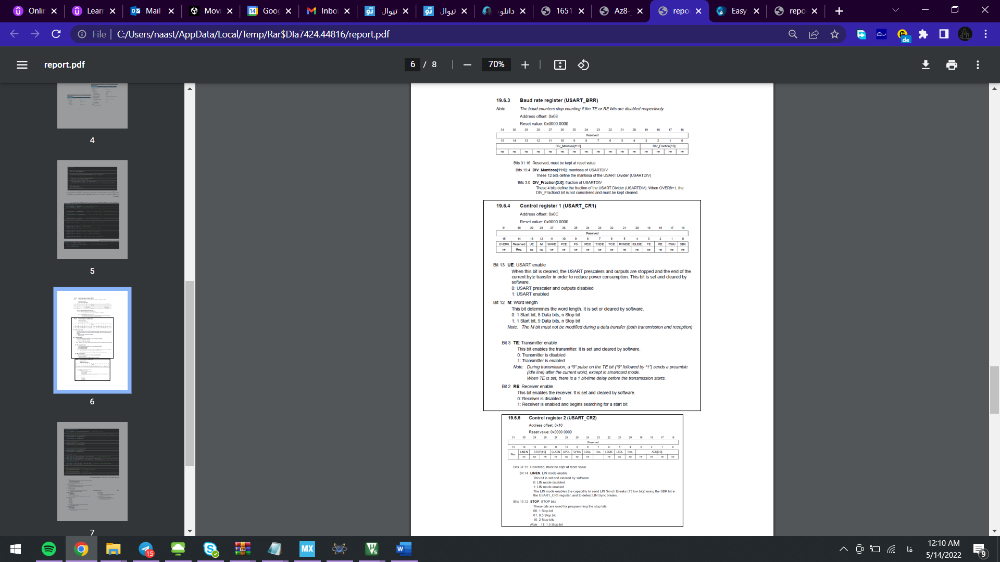 Onlir
Learr
Mail
Movi
Goog
Inbo
تیوال
تیوال
دانلود
1651
Az8-
repo
Easy
repo
File
C:/Users/naast/AppData/Local/Temp/Rar$DIa7424.44816/report.pdf
de
report.pdf
6 / 8
70%
4
5
6
7
19.6.3 Baud rate register (USART_BRR)
Note: The baud counters stop counting if the TE or RE bits are disabled respectively.
Address offset: 0x08
Reset value: 0x0000 0000
31 30 29 28 27 26 25 24 23 22 21 20 19 18 17 16
Reserved
15 14 13 12 11 10 9 8 7 6 5 4 3 2 1 0
DIV_Mantissa[11:0] DIV_Fraction[3:0]
rw rw rw rw rw rw rw rw rw rw rw rw rw rw rw rw
Bits 31:16 Reserved, must be kept at reset value
Bits 15:4 DIV_Mantissa[11:0]: mantissa of USARTDIV
These 12 bits define the mantissa of the USART Divider (USARTDIV)
Bits 3:0 DIV_Fraction[3:0]: fraction of USARTDIV
These 4 bits define the fraction of the USART Divider (USARTDIV). When OVER8=1, the
DIV_Fraction3 bit is not considered and must be kept cleared.
19.6.4 Control register 1 (USART_CR1)
Address offset: 0x0C
Reset value: 0x0000 0000
31 30 29 28 27 26 25 24 23 22 21 20 19 18 17 16
Reserved
15 14 13 12 11 10 9 8 7 6 5 4 3 2 1 0
OVER8 Reserved UE M WAKE PCE PS PEIE TXEIE TCIE RXNEIE IDLEIE TE RE RWU SBK
rw Res. rw rw rw rw rw rw rw rw rw rw rw rw rw rw
Bit 13 UE: USART enable
When this bit is cleared, the USART prescalers and outputs are stopped and the end of the
current byte transfer in order to reduce power consumption. This bit is set and cleared by
software.
0: USART prescaler and outputs disabled
1: USART enabled
Bit 12 M: Word length
This bit determines the word length. It is set or cleared by software.
0: 1 Start bit, 8 Data bits, n Stop bit
1: 1 Start bit, 9 Data bits, n Stop bit
Note: The M bit must not be modified during a data transfer (both transmission and reception)
Bit 3 TE: Transmitter enable
This bit enables the transmitter. It is set and cleared by software.
0: Transmitter is disabled
1: Transmitter is enabled
Note: During transmission, a "0" pulse on the TE bit ("0" followed by "1") sends a preamble
(idle line) after the current word, except in smartcard mode.
When TE is set, there is a 1 bit-time delay before the transmission starts.
Bit 2 RE: Receiver enable
This bit enables the receiver. It is set and cleared by software.
0: Receiver is disabled
1: Receiver is enabled and begins searching for a start bit
19.6.5 Control register 2 (USART_CR2)
Address offset: 0x10
Reset value: 0x0000 0000
31 30 29 28 27 26 25 24 23 22 21 20 19 18 17 16
Reserved
15 14 13 12 11 10 9 8 7 6 5 4 3 2 1 0
Res. LINEN STOP[1:0] CLKEN CPOL CPHA LBCL Res. LBDIE LBDL Res. ADD[3:0]
rw rw rw rw rw rw rw rw rw rw rw rw rw rw
Bits 31:15 Reserved, must be kept at reset value
Bit 14 LINEN: LIN mode enable
This bit is set and cleared by software.
0: LIN mode disabled
1: LIN mode enabled
The LIN mode enables the capability to send LIN Synch Breaks (13 low bits) using the SBK bit in
the USART_CR1 register, and to detect LIN Sync breaks.
Bits 13:12 STOP: STOP bits
These bits are used for programming the stop bits.
00: 1 Stop bit
01: 0.5 Stop bit
10: 2 Stop bits
Note: 11: 1.5 Stop bit
15
MX
5
W
فا
12:10 AM
5/14/2022
9